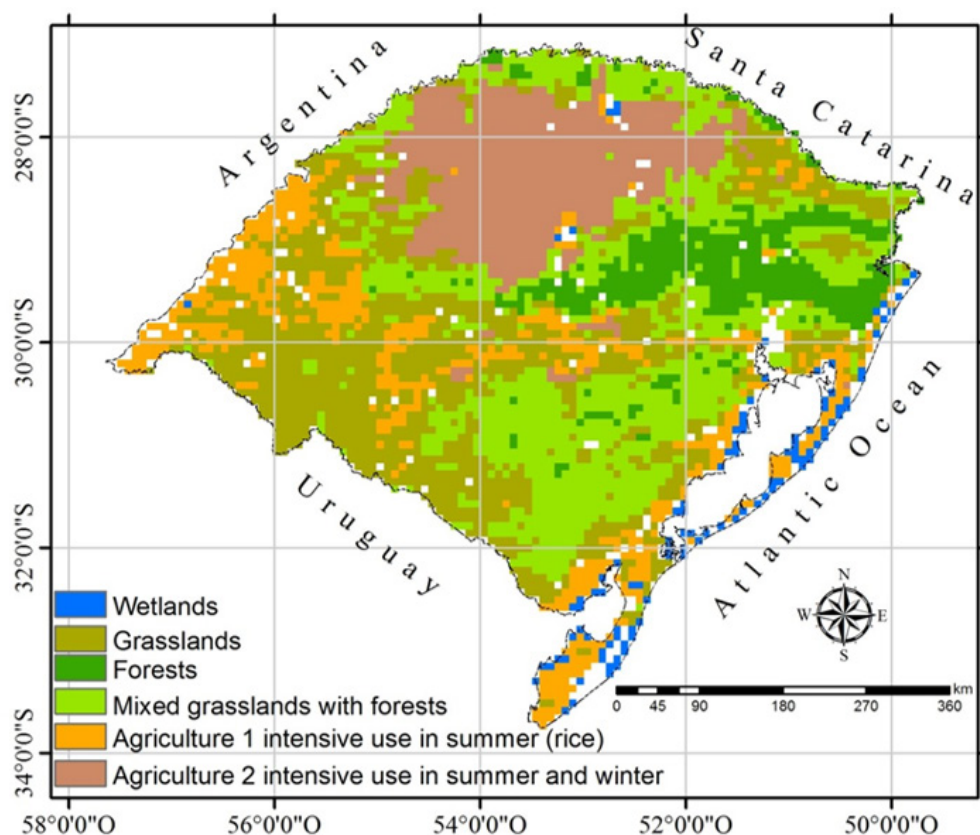 Argentina
Santa Catarina
28°0'0"S
30°0'0"S
32°0'0"S
34°0'0"S
Uruguay
Atlantic Ocean
Wetlands
Grasslands
Forests
Mixed grasslands with forests
Agriculture 1 intensive use in summer (rice)
Agriculture 2 intensive use in summer and winter
N
W E
S
km
0 45 90 180 270 360
58°0'0"O 56°0'0"O 54°0'0"O 52°0'0"O 50°0'0"O